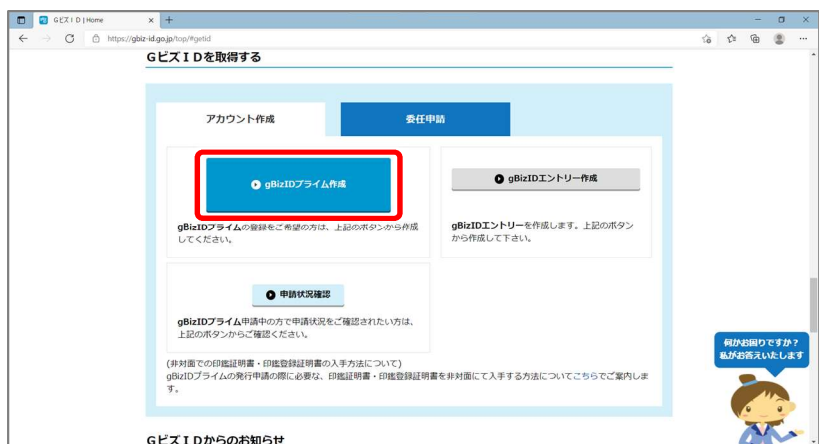 GビズID | Home
https://gbiz-id.go.jp/top/#getid
GビズIDを取得する
アカウント作成
委任申請
gBizIDプライム作成
gBizIDプライムの登録をご希望の方は、上記のボタンから作成
してください。
gBizIDエントリー作成
gBizIDエントリーを作成します。上記のボタン
から作成して下さい。
申請状況確認
gBizIDプライム申請中の方で申請状況をご確認されたい方は、
上記のボタンからご確認ください。
(非対面での印鑑証明書・印鑑登録証明書の入手方法について)
gBizIDプライムの発行申請の際に必要な、印鑑証明書・印鑑登録証明書を非対面にて入手する方法についてこちらでご案内しま
す。
何かお困りですか？
私がお答えいたします
GビズIDからのお知らせ